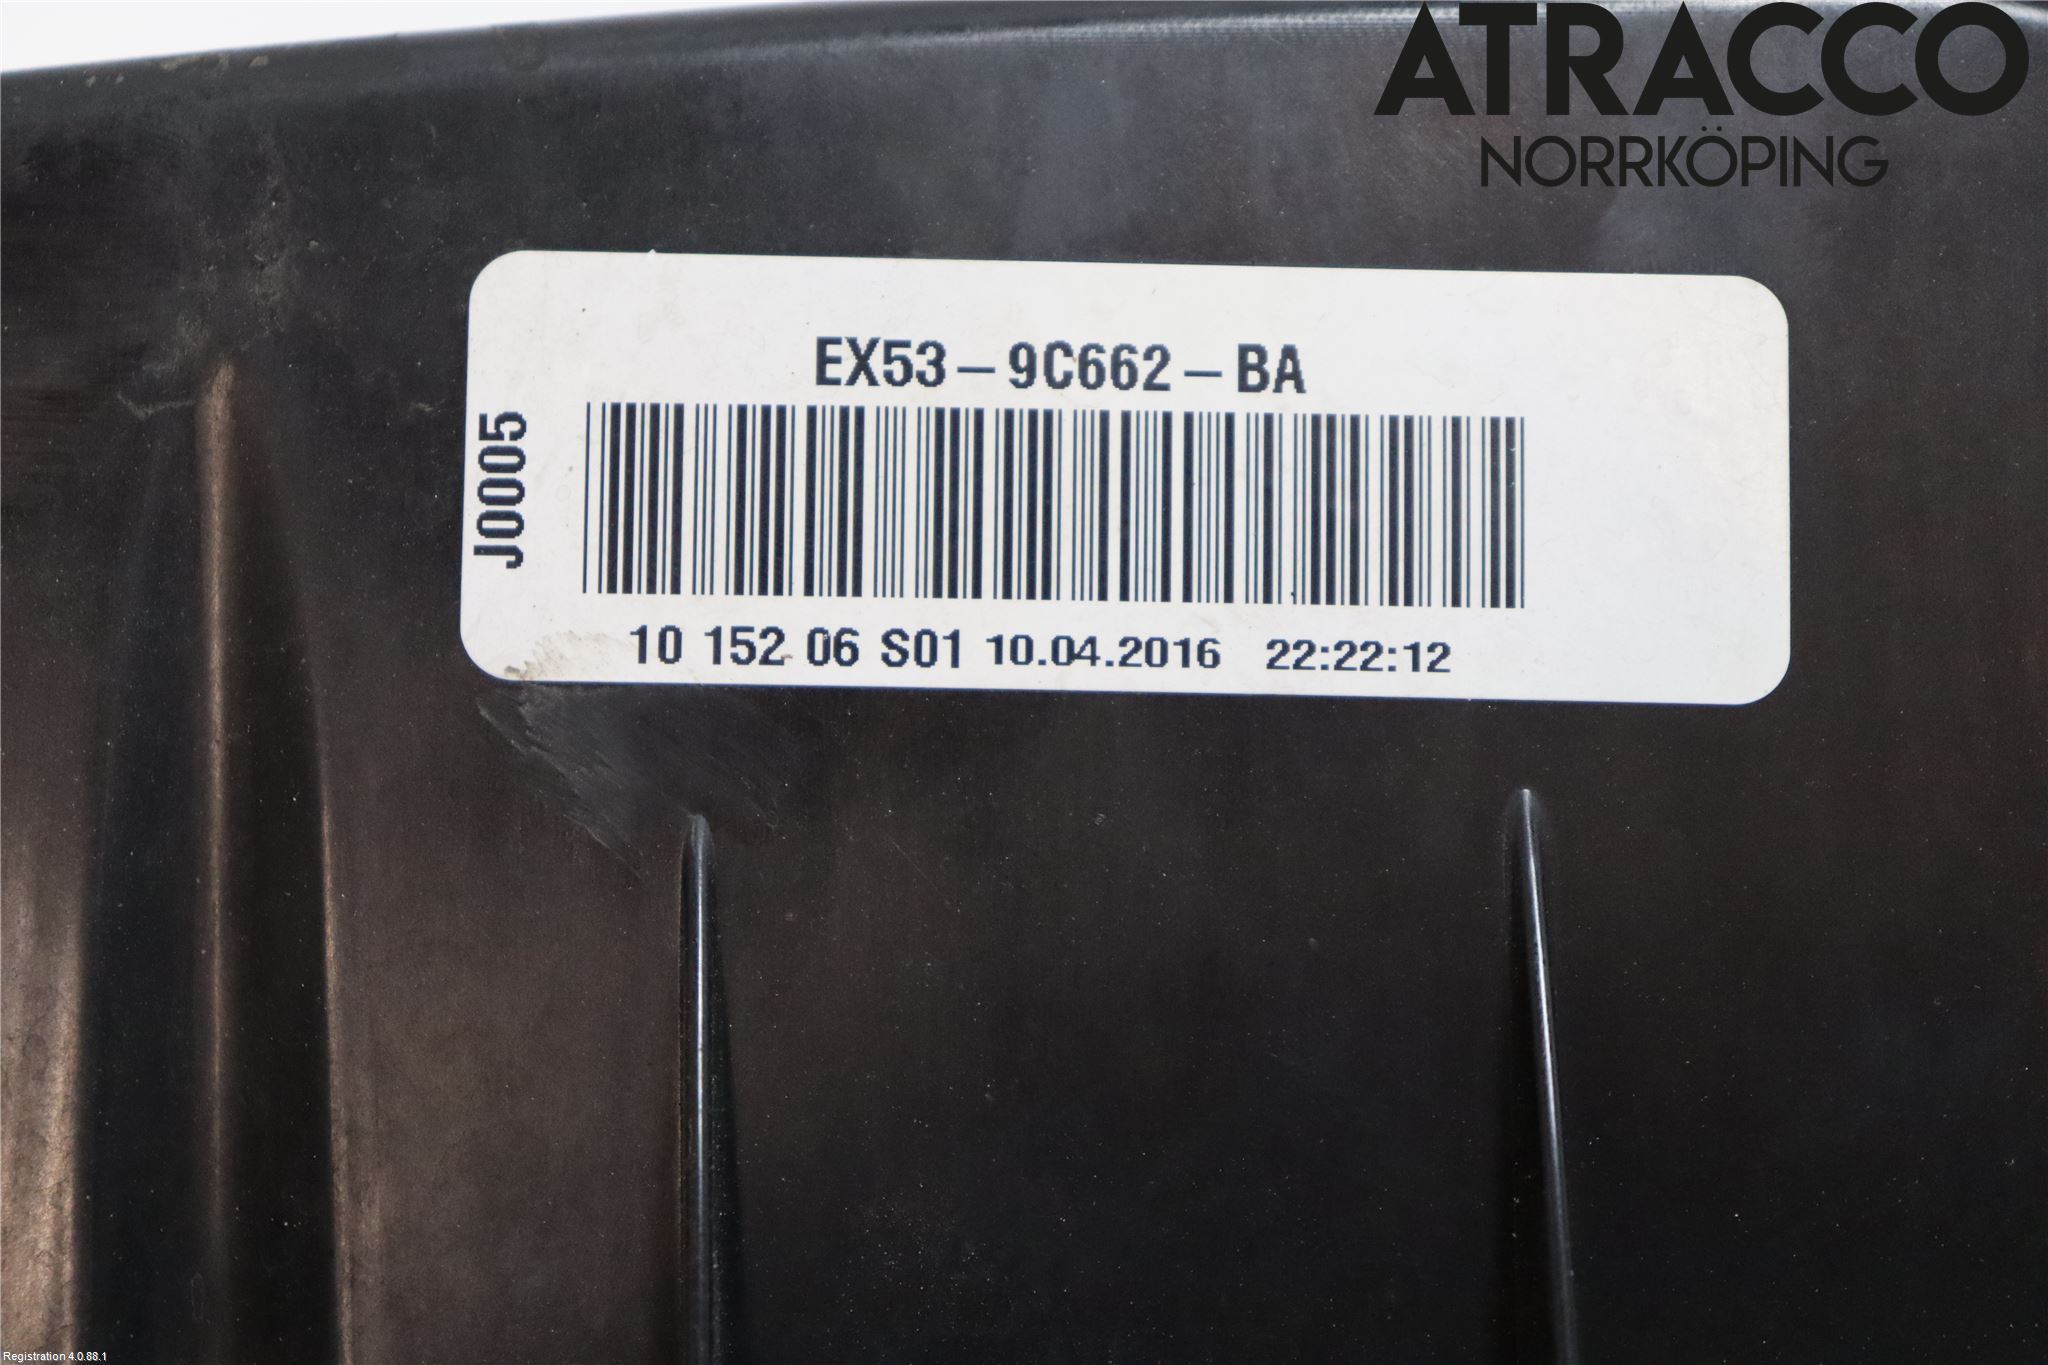 ATRACCO
NORRKÖPING
EX53-9C662-BA
J0005
10 152 06 S01 10.04.2016 22:22:12
Registration 4.0.88.1